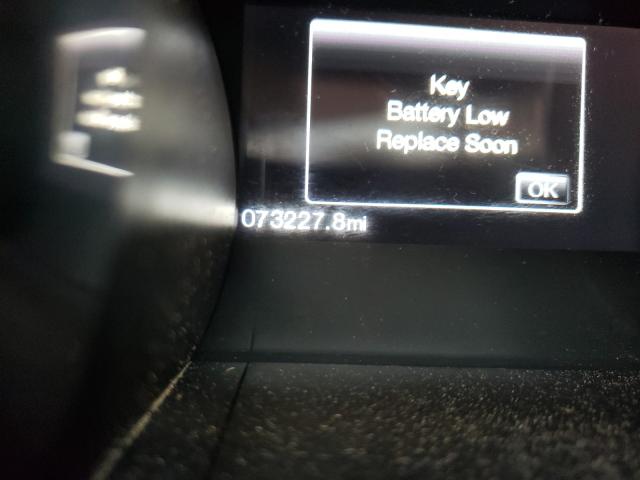 Key
Battery Low
Replace Soon
OK
073227.8mi